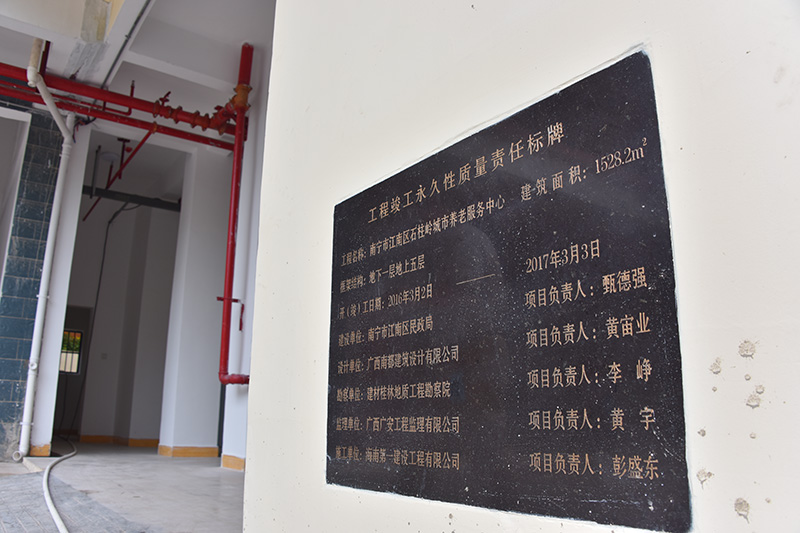 工程竣工永久性质量责任标牌
工程名称：南宁市江南区石柱岭城市养老服务中心 建筑面积：1528.2m²
框架结构：地下一层地上五层
开（竣）工日期：2016年3月2日 —— 2017年3月3日
建设单位：南宁市江南区民政局 项目负责人：甄德强
设计单位：广西南都建筑设计有限公司 项目负责人：黄宙业
勘察单位：建材桂林地质工程勘察院 项目负责人：李峥
监理单位：广西广安工程监理有限公司 项目负责人：黄宇
施工单位：海南第一建设工程有限公司 项目负责人：彭盛东